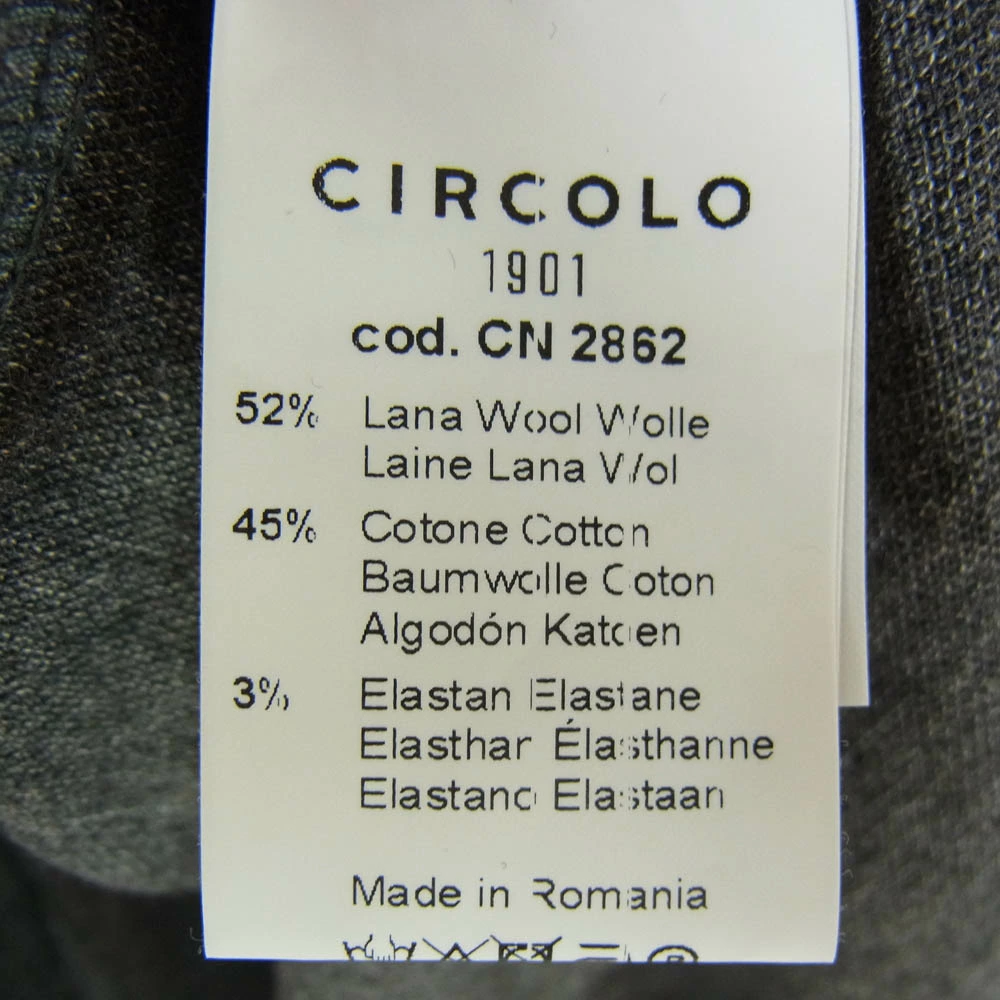 CIRCOLO
1901
cod. CN 2862
52% Lana Wool Wolle
Laine Lana Wol
45% Cotone Cotton
Baumwolle Coton
Algodón Katoen
3% Elastan Elastane
Elasthan Élasthanne
Elastano Elastaan
Made in Romania